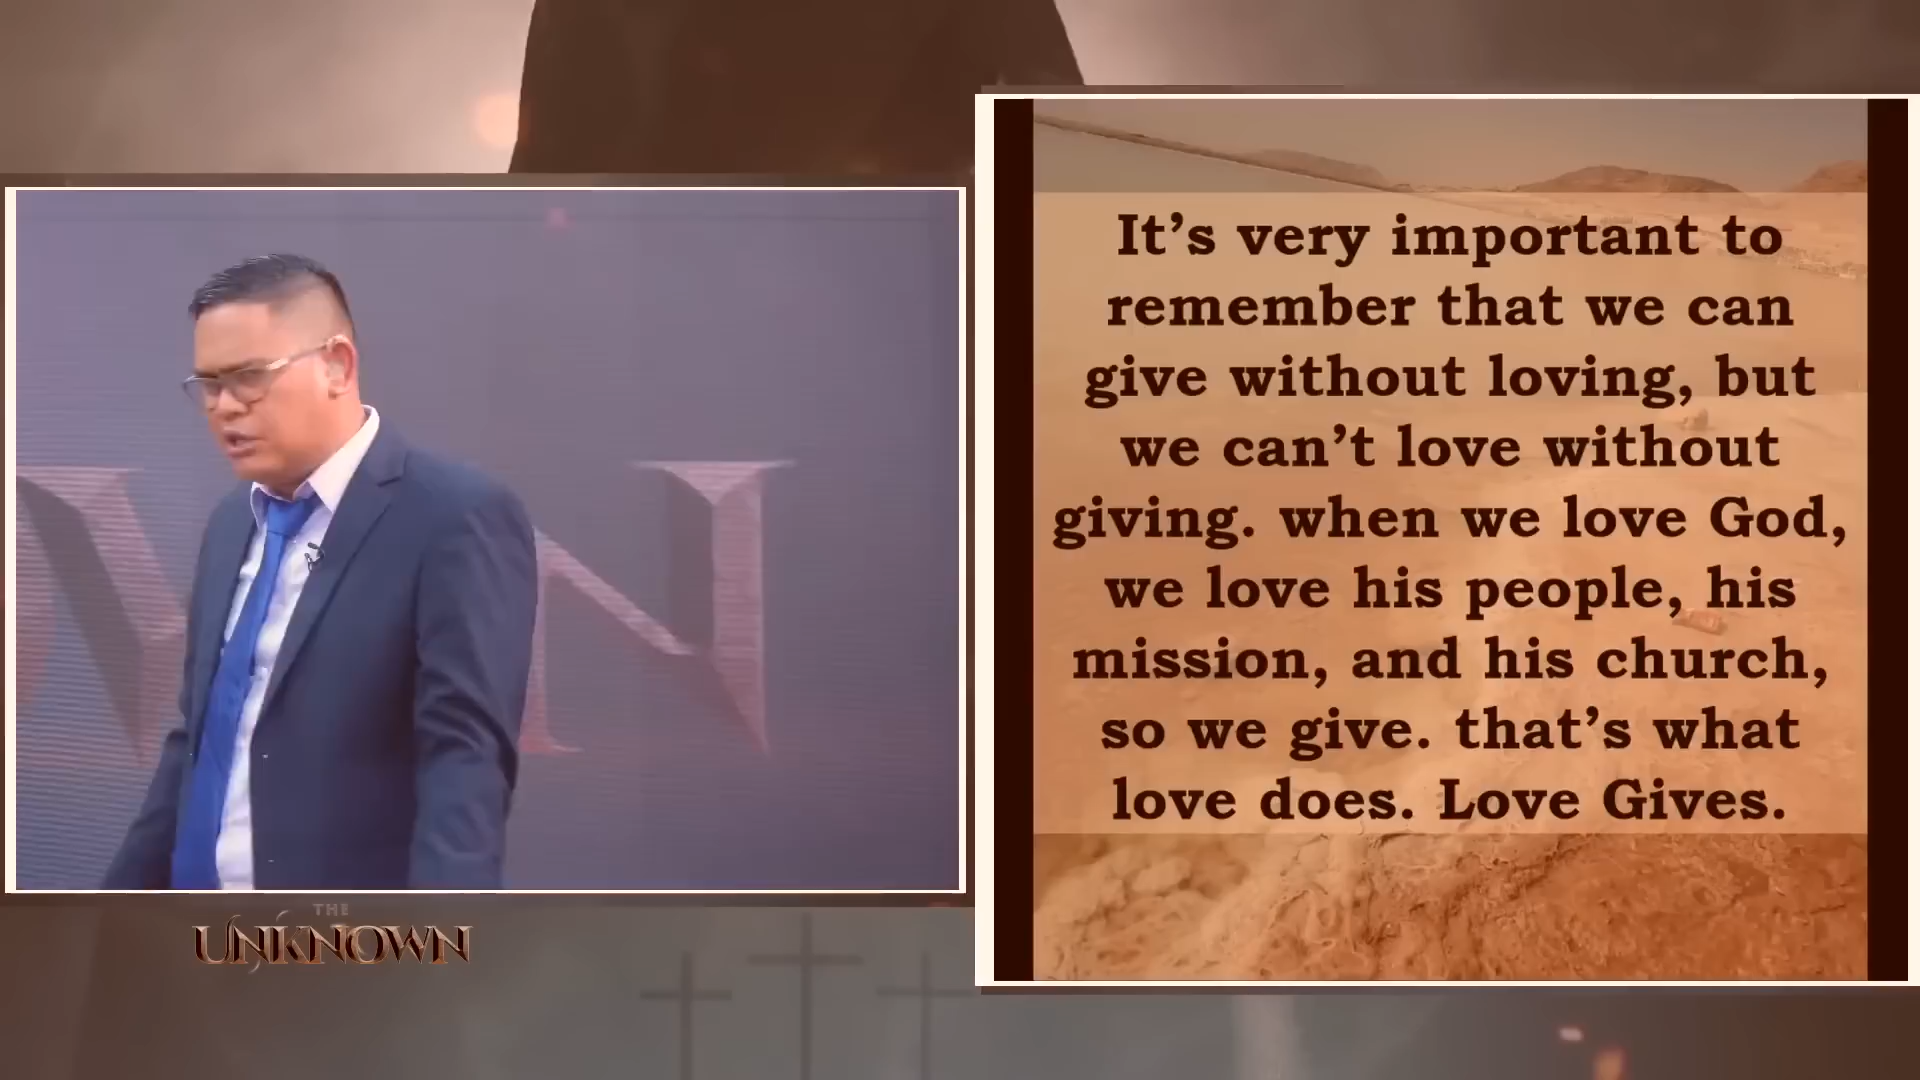 WN
THE
UNKNOWN
It’s very important to
remember that we can
give without loving, but
we can’t love without
giving. when we love God,
we love his people, his
mission, and his church,
so we give. that’s what
love does. Love Gives.